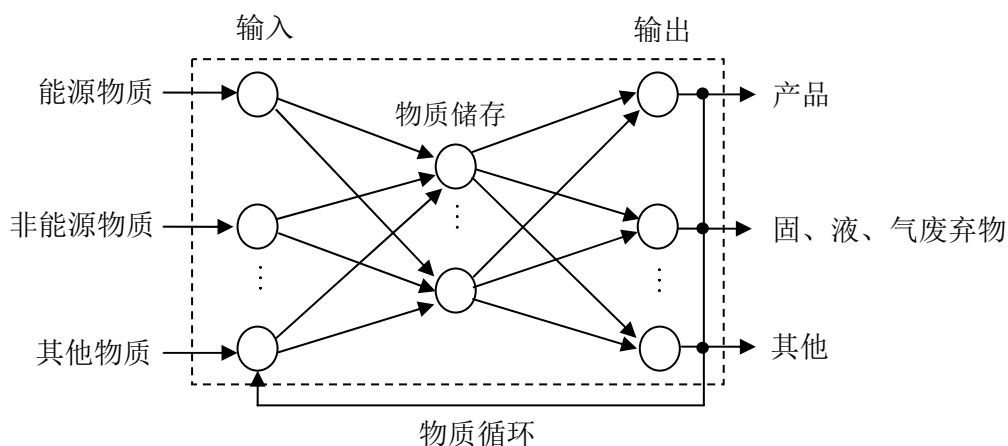 输入
输出
能源物质
产品
物质储存
非能源物质
固、液、气废弃物
其他物质
其他
物质循环